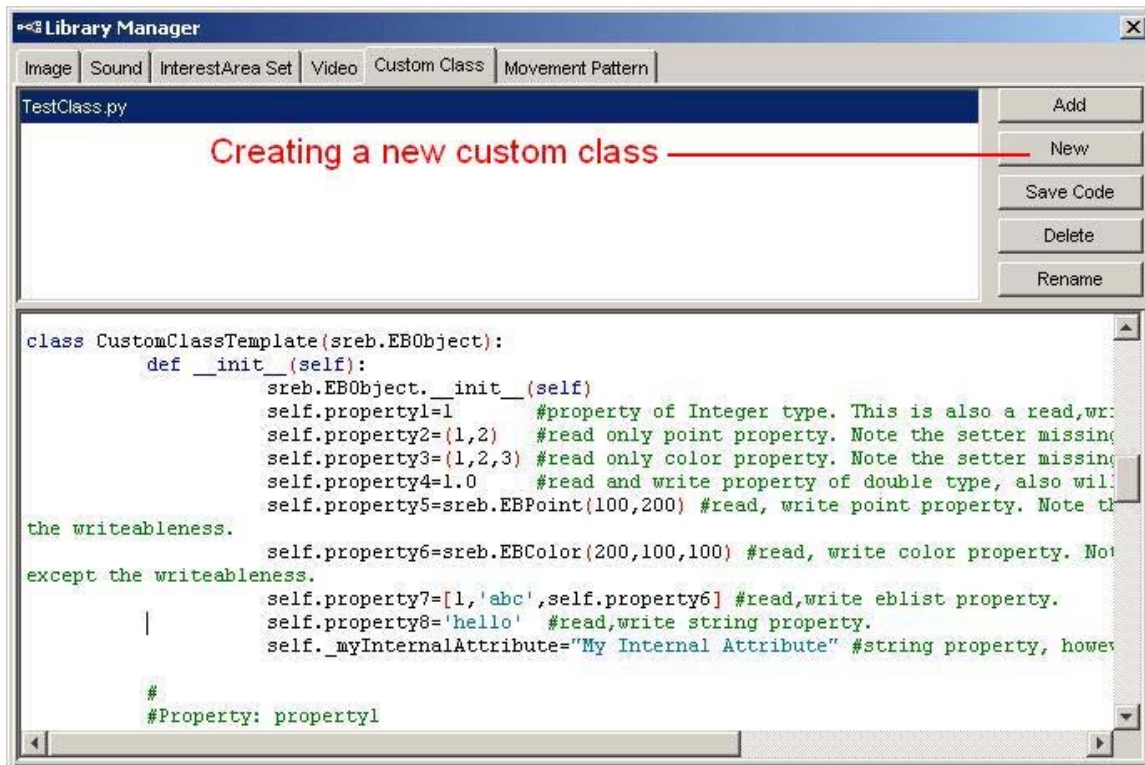 Library Manager
Image Sound InterestArea Set Video Custom Class Movement Pattern
TestClass.py
Add
Creating a new custom class
New
Save Code
Delete
Rename
class CustomClassTemplate(sreb.EBObject):
def __init__(self):
sreb.EBObject.__init__(self)
self.property1=1 #property of Integer type. This is also a read,wri
self.property2=(1,2) #read only point property. Note the setter missing
self.property3=(1,2,3) #read only color property. Note the setter missing
self.property4=1.0 #read and write property of double type, also wil
self.property5=sreb.EBPoint(100,200) #read, write point property. Note th
the writeableness.
self.property6=sreb.EBColor(200,100,100) #read, write color property. Not
except the writeableness.
self.property7=[1,'abc',self.property6] #read,write eblist property.
self.property8='hello' #read,write string property.
self._myInternalAttribute="My Internal Attribute" #string property, howev
#
#Property: property1